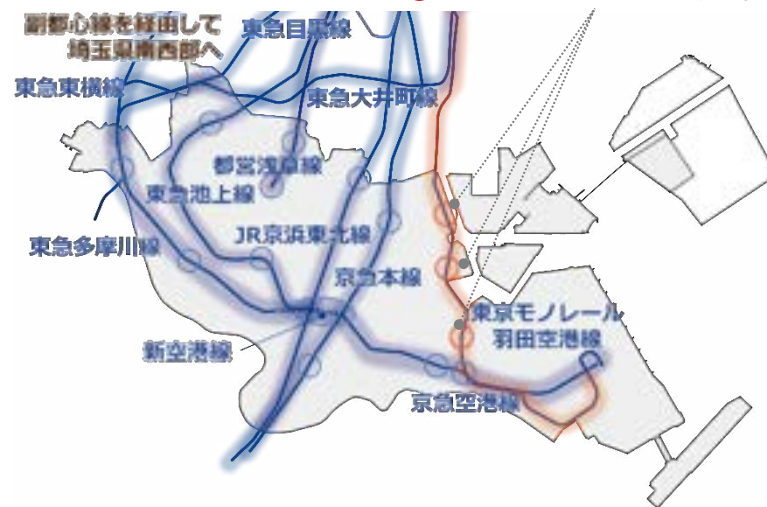 副都心線を経由して
埼玉県南西部へ
東急目黒線
東急東横線
東急大井町線
都営浅草線
東急池上線
JR京浜東北線
東急多摩川線
京急本線
東京モノレール
羽田空港線
新空港線
京急空港線